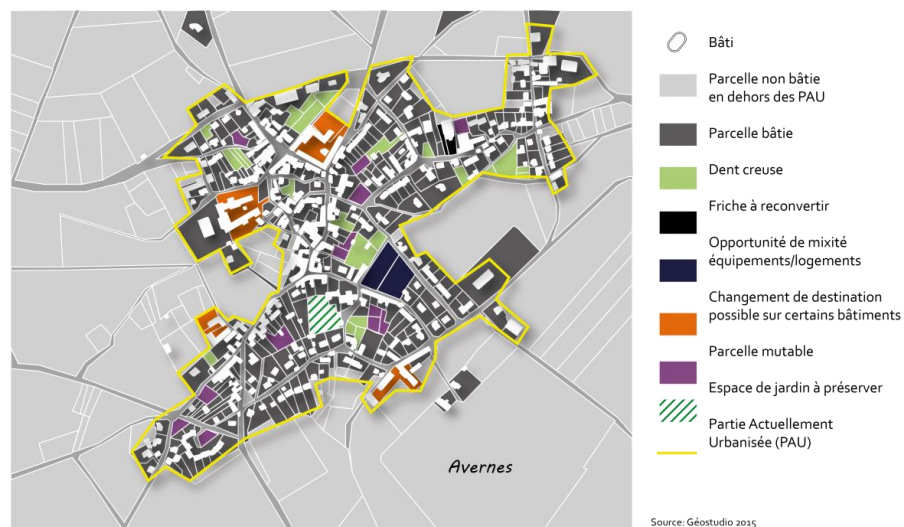 Bâti
Parcelle non bâtie
en dehors des PAU
Parcelle bâtie
Dent creuse
Friche à reconvertir
Opportunité de mixité
équipements/logements
Changement de destination
possible sur certains bâtiments
Parcelle mutable
Espace de jardin à préserver
Partie Actuellement
Urbanisée (PAU)
Avernes
Source: Géostudio 2015